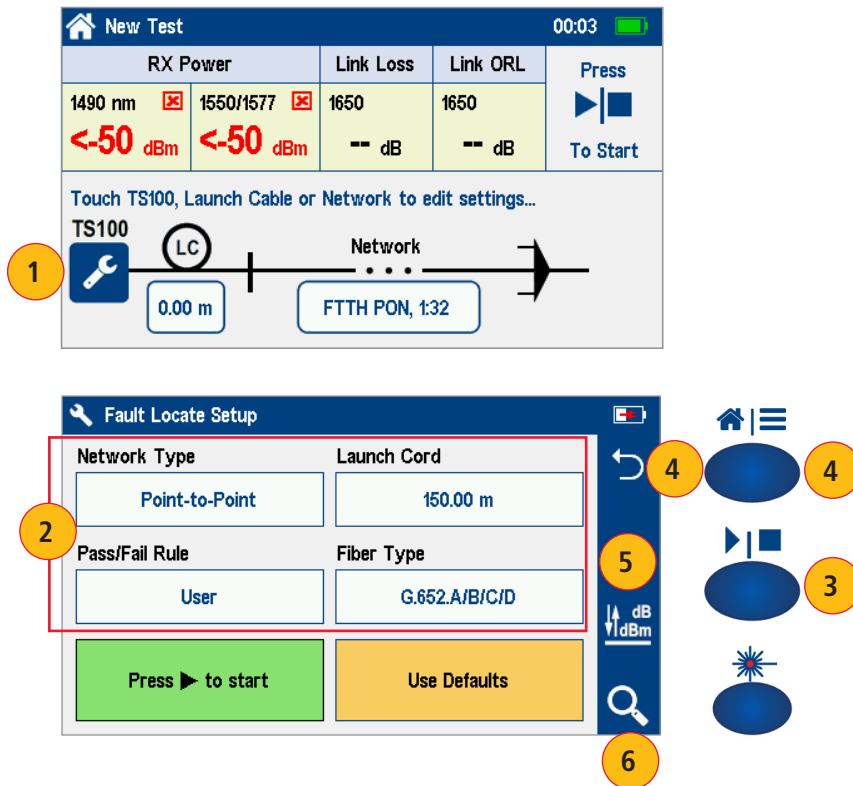 New Test 00:03
RX Power Link Loss Link ORL Press
1490 nm 1550/1577 1650 1650
<-50 dBm <-50 dBm -- dB -- dB To Start
Touch TS100, Launch Cable or Network to edit settings...
TS100
LC Network
1
0.00 m FTTH PON, 1:32
Fault Locate Setup
Network Type Launch Cord
4 4
Point-to-Point 150.00 m
2
Pass/Fail Rule Fiber Type
5
3
User G.652.A/B/C/D
dB
dBm
Press ▶ to start Use Defaults
6